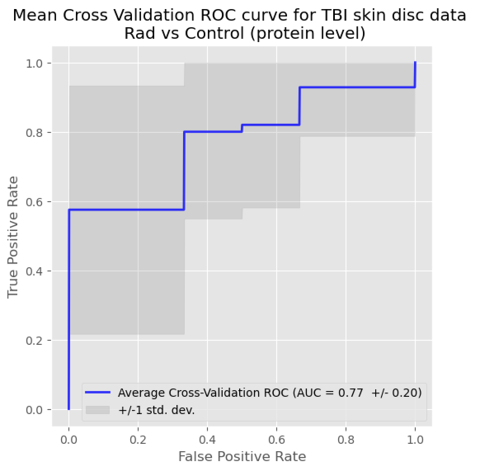 Mean Cross Validation ROC curve for TBI skin disc data
Rad vs Control (protein level)
1.0
0.8
0.6
0.4
0.2
0.0
True Positive Rate
Average Cross-Validation ROC (AUC = 0.77 +/- 0.20)
+/-1 std. dev.
0.0 0.2 0.4 0.6 0.8 1.0
False Positive Rate